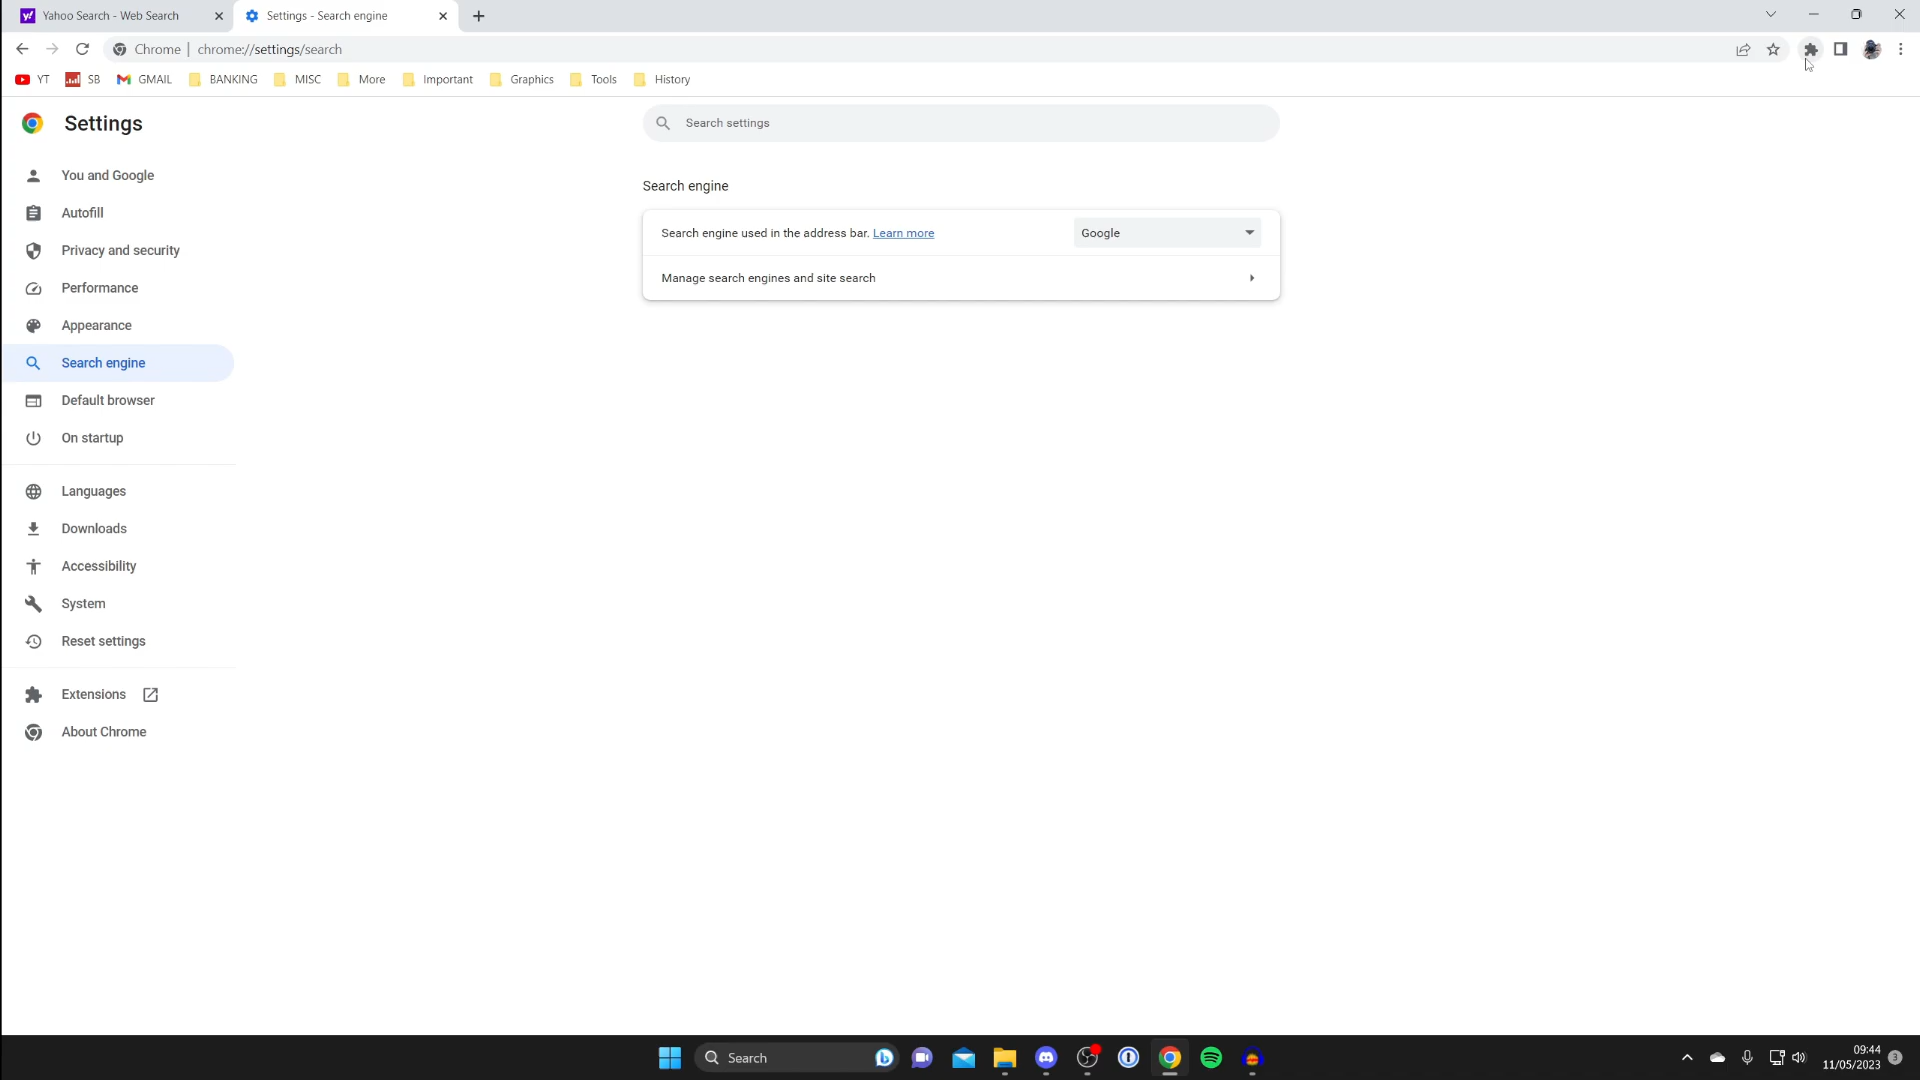 Yahoo Search - Web Search
Settings - Search engine
Chrome | chrome://settings/search
YT
SB
GMAIL
BANKING
MISC
More
Important
Graphics
Tools
History
Settings
Search settings
You and Google
Autofill
Privacy and security
Performance
Appearance
Search engine
Default browser
On startup
Languages
Downloads
Accessibility
System
Reset settings
Extensions
About Chrome
Search engine
Search engine used in the address bar. Learn more
Google
Manage search engines and site search
Search
09:44
11/05/2023
3